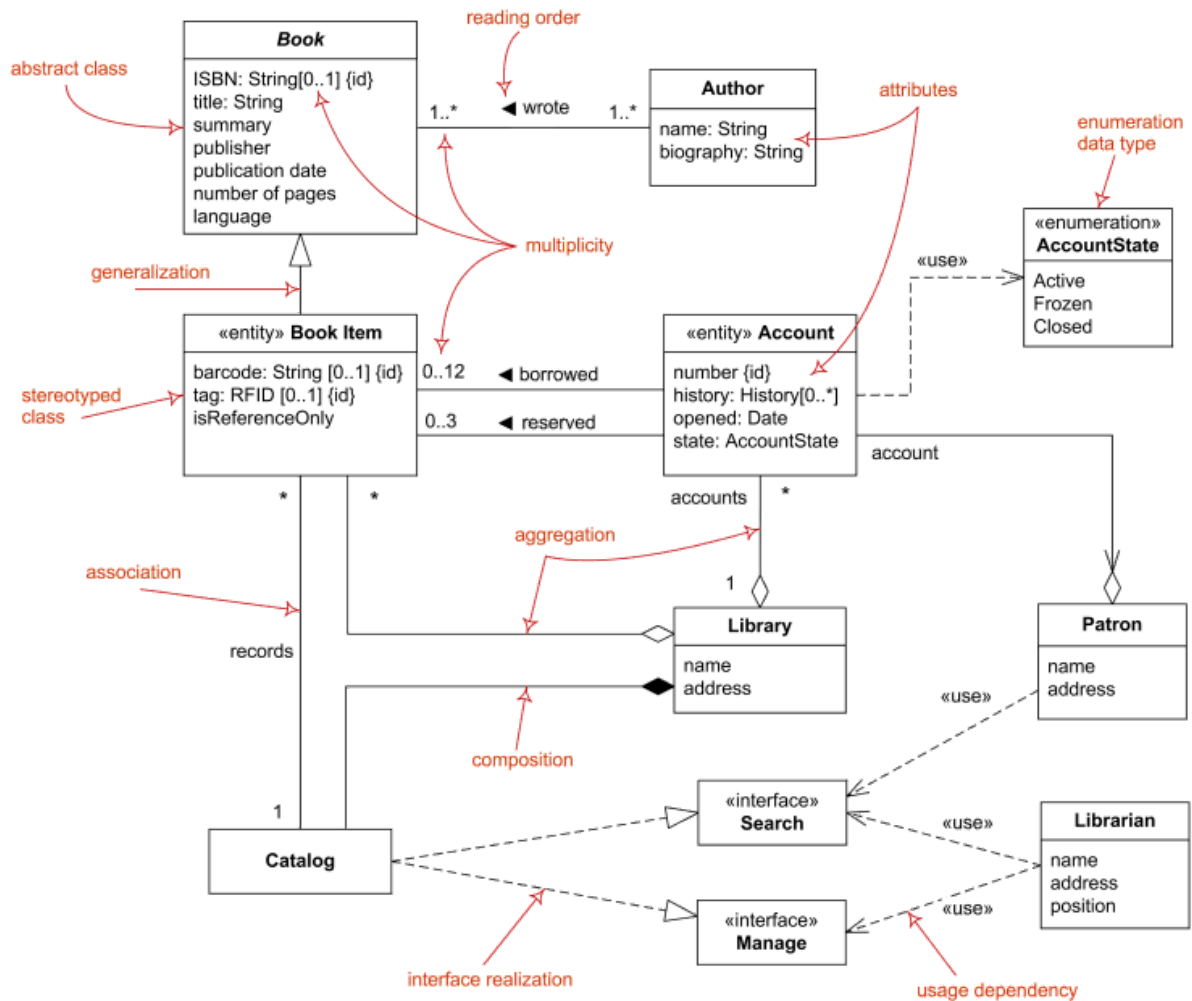 reading order
Book
abstract class
ISBN: String[0..1] {id}
title: String
summary
publisher
publication date
number of pages
language
1..*
◄ wrote
1..*
Author
name: String
biography: String
attributes
enumeration
data type
multiplicity
generalization
«use»
«enumeration»
AccountState
Active
Frozen
Closed
«entity» Book Item
barcode: String [0..1] {id}
tag: RFID [0..1] {id}
isReferenceOnly
stereotyped
class
0..12
◄ borrowed
0..3
◄ reserved
«entity» Account
number {id}
history: History[0..*]
opened: Date
state: AccountState
account
*
*
accounts
*
aggregation
association
1
records
Library
name
address
Patron
name
address
«use»
composition
1
Catalog
«interface»
Search
«use»
Librarian
name
address
position
«interface»
Manage
«use»
interface realization
usage dependency